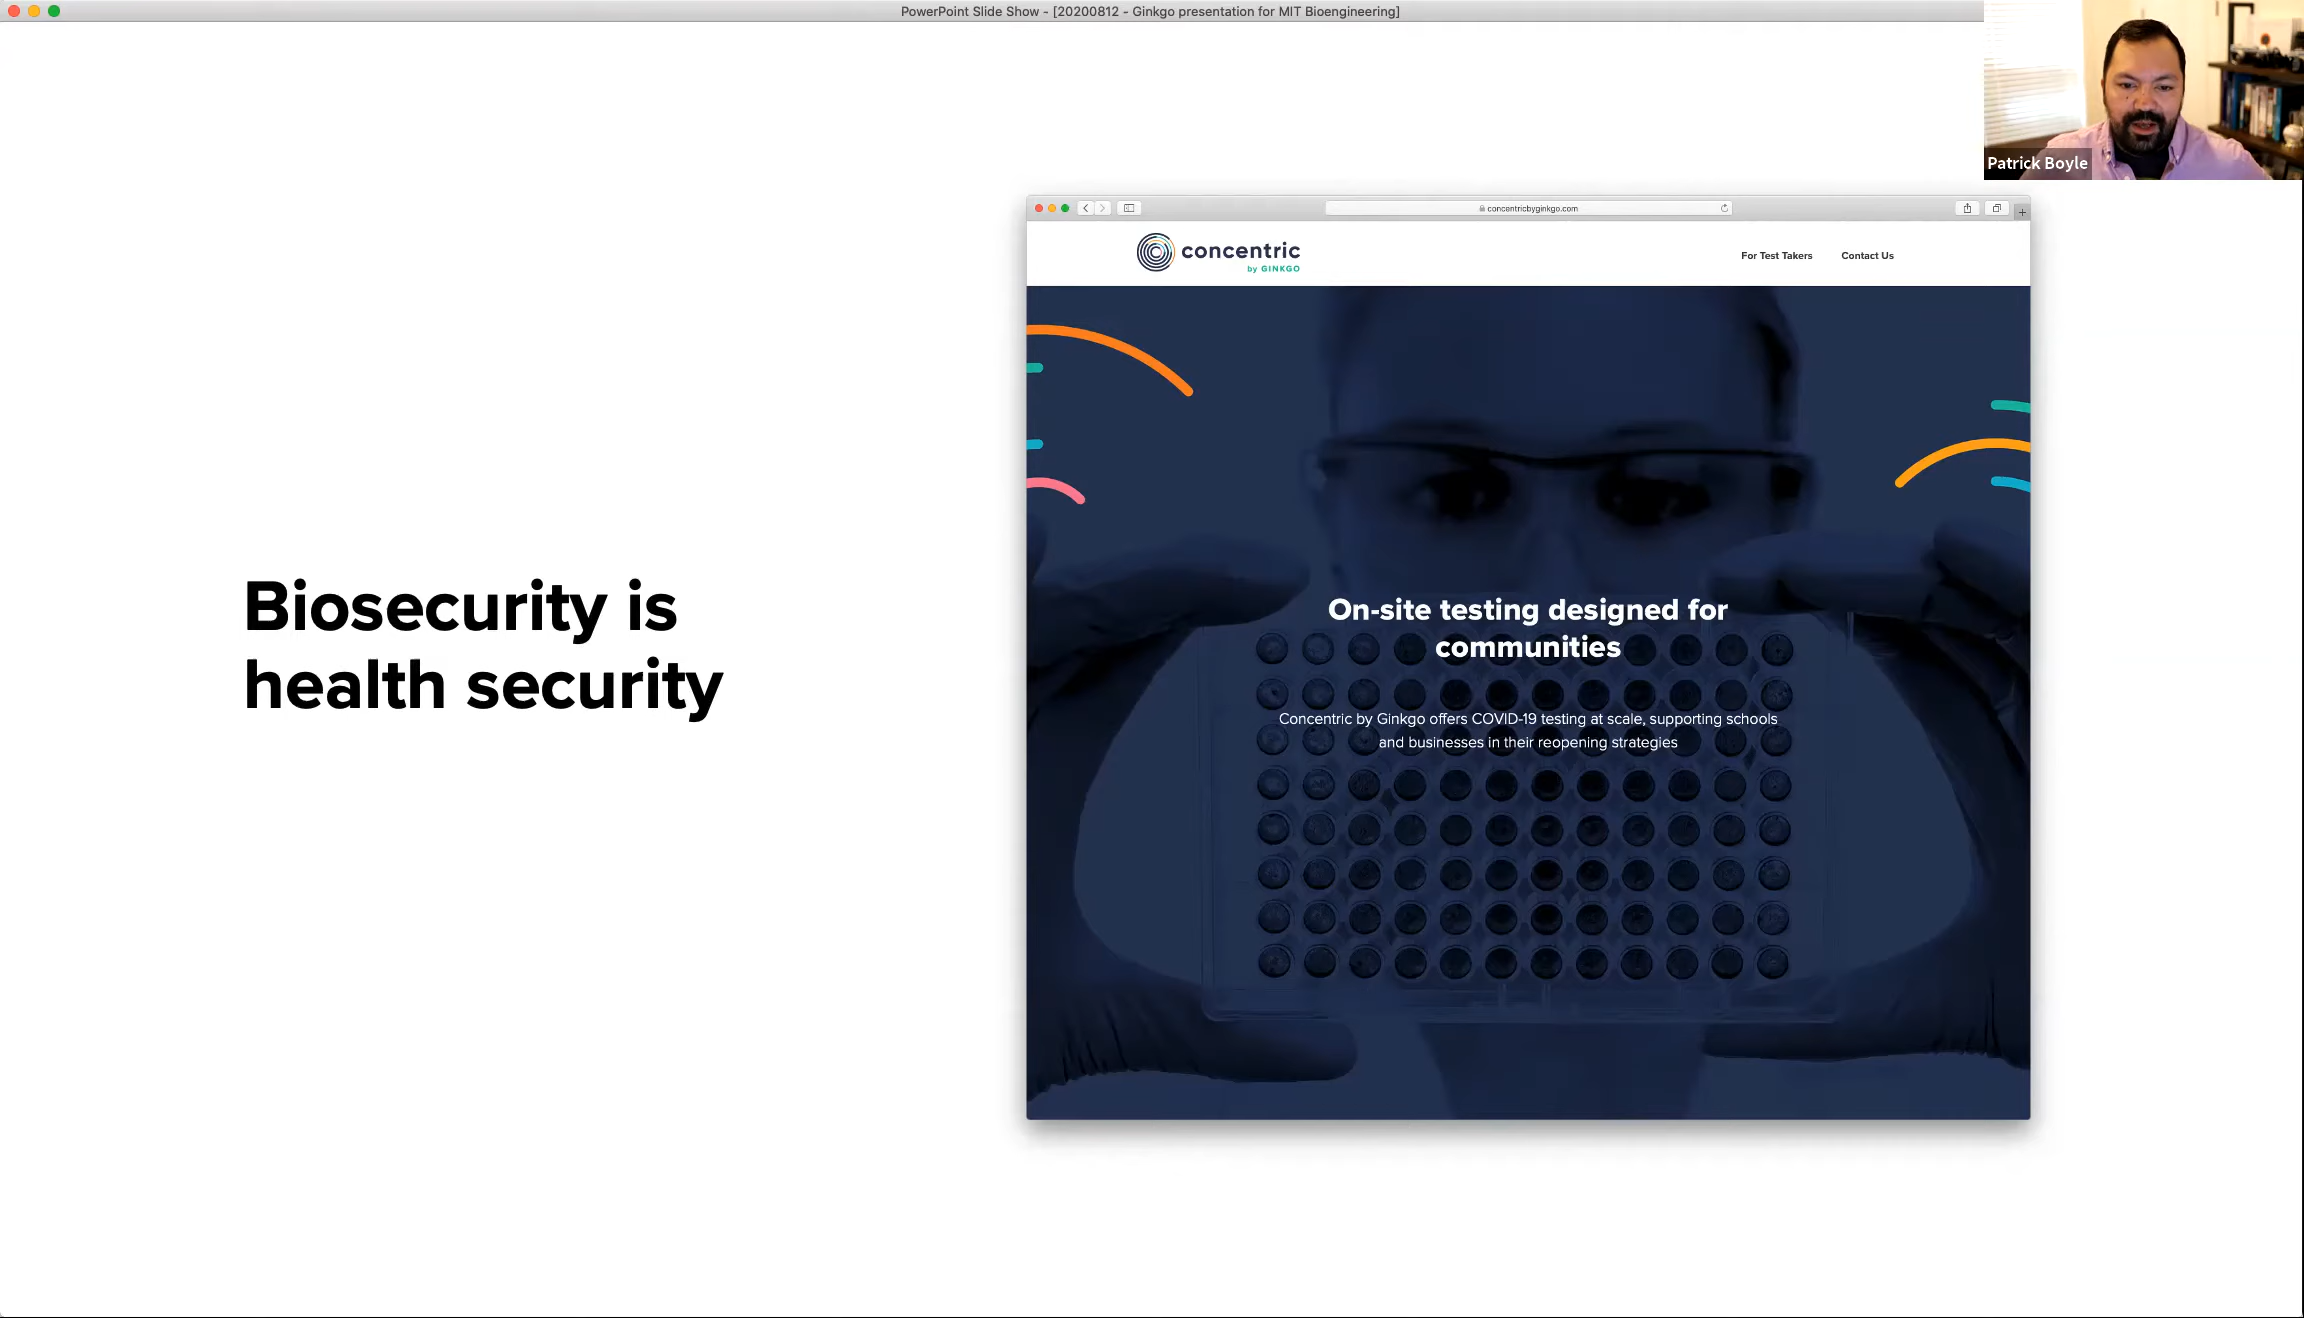 PowerPoint Slide Show - [20200812 - Ginkgo presentation for MIT Bioengineering]
Patrick Boyle
concentricbyginkgo.com
concentric
by GINKGO
For Test Takers
Contact Us
Biosecurity is
health security
On-site testing designed for
communities
Concentric by Ginkgo offers COVID-19 testing at scale, supporting schools
and businesses in their reopening strategies